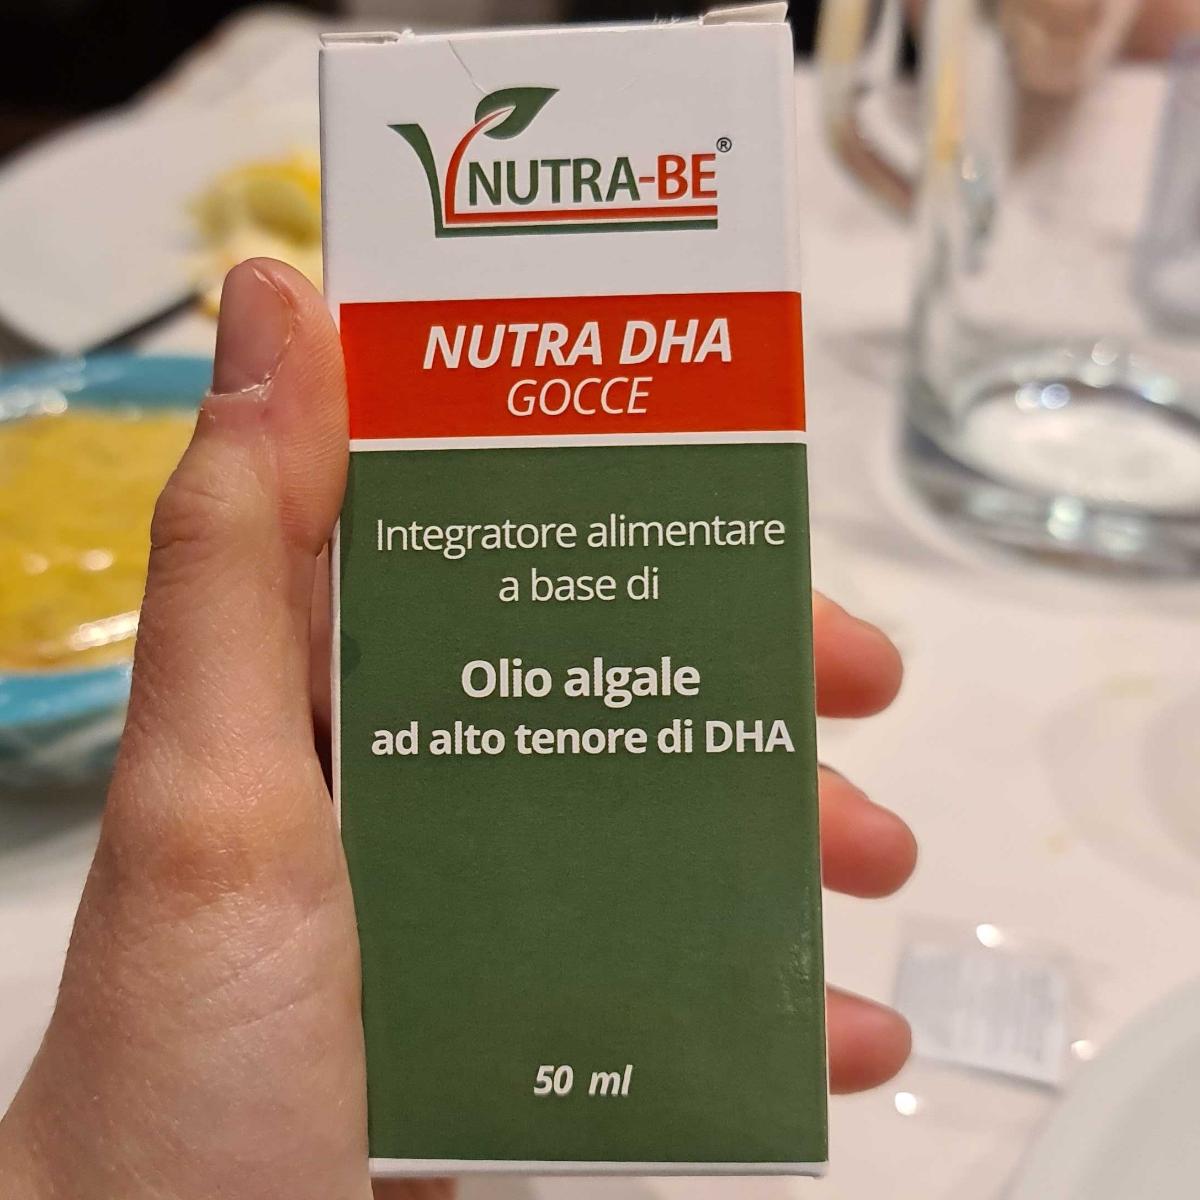 NUTRA-BE®
NUTRA DHA
GOCCE
Integratore alimentare
a base di
Olio algale
ad alto tenore di DHA
50 ml